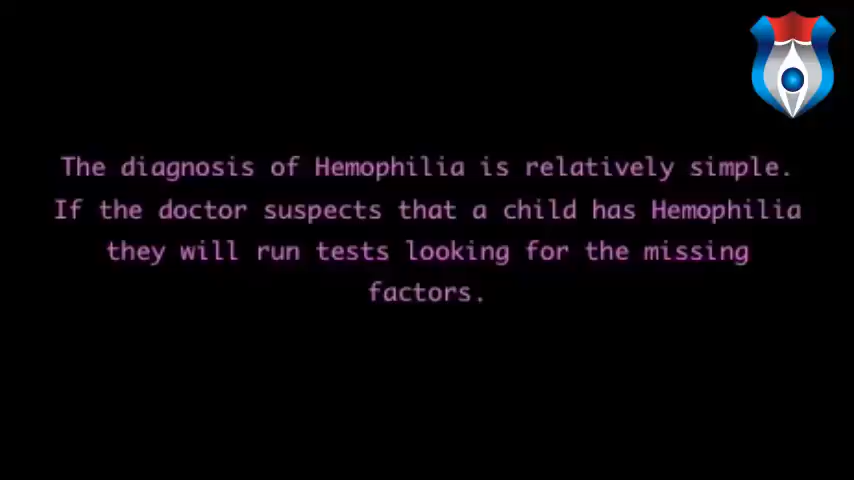 The diagnosis of Hemophilia is relatively simple.
If the doctor suspects that a child has Hemophilia
they will run tests looking for the missing
factors.